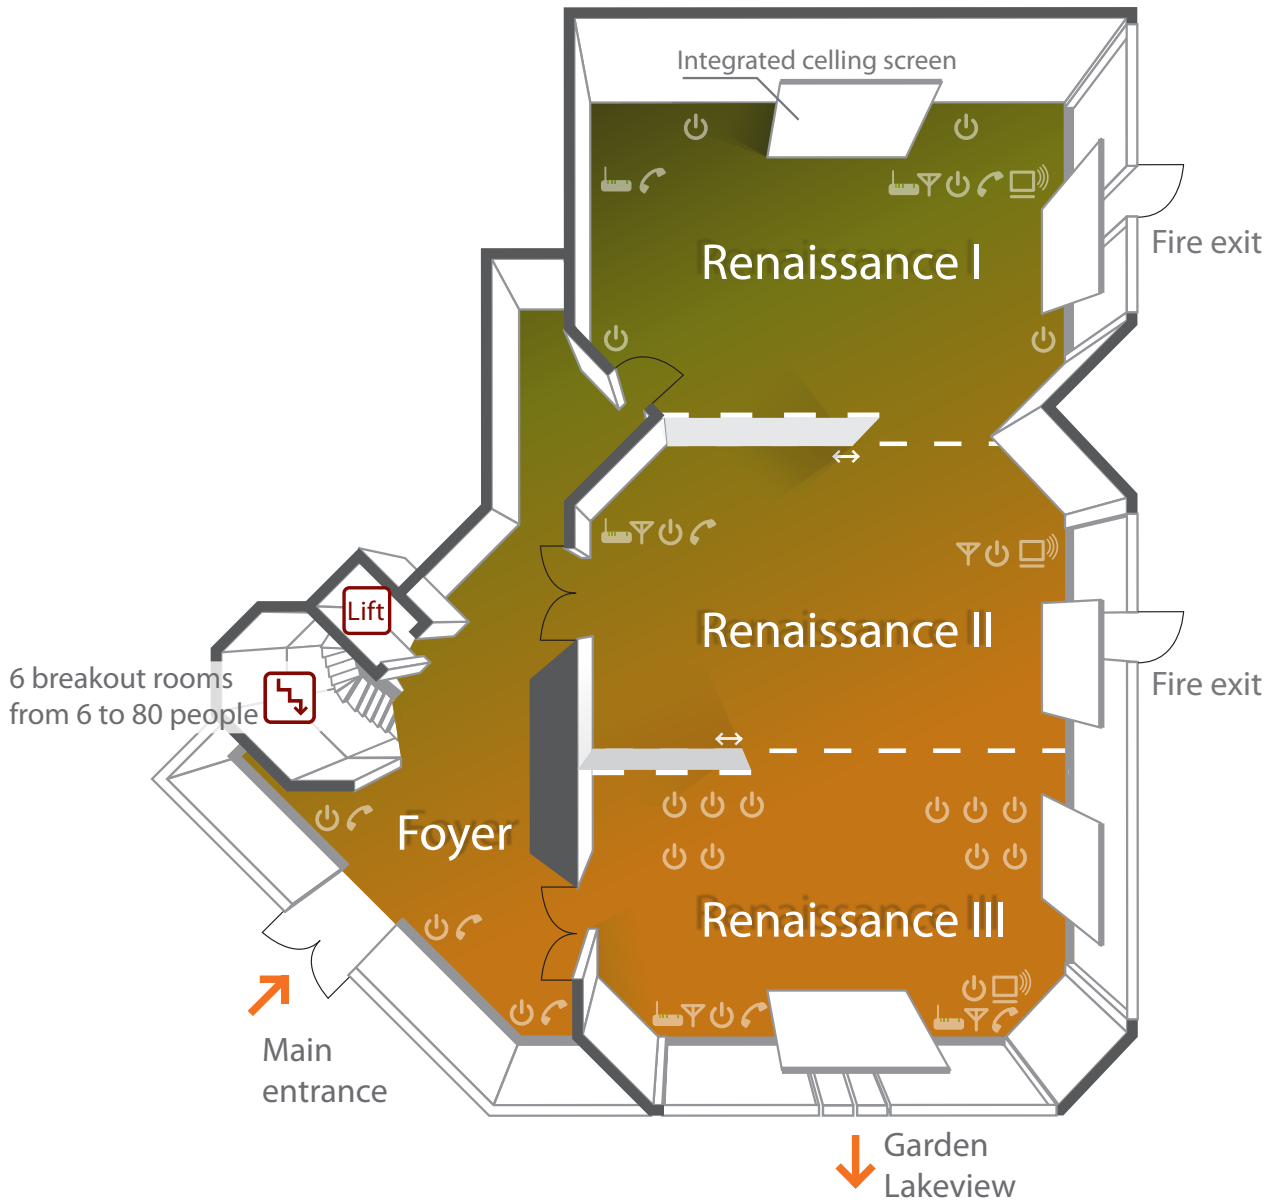 Integrated celling screen
Renaissance I
Fire exit
Lift
Renaissance II
6 breakout rooms
from 6 to 80 people
Fire exit
Foyer
Renaissance III
Main
entrance
Garden
Lakeview